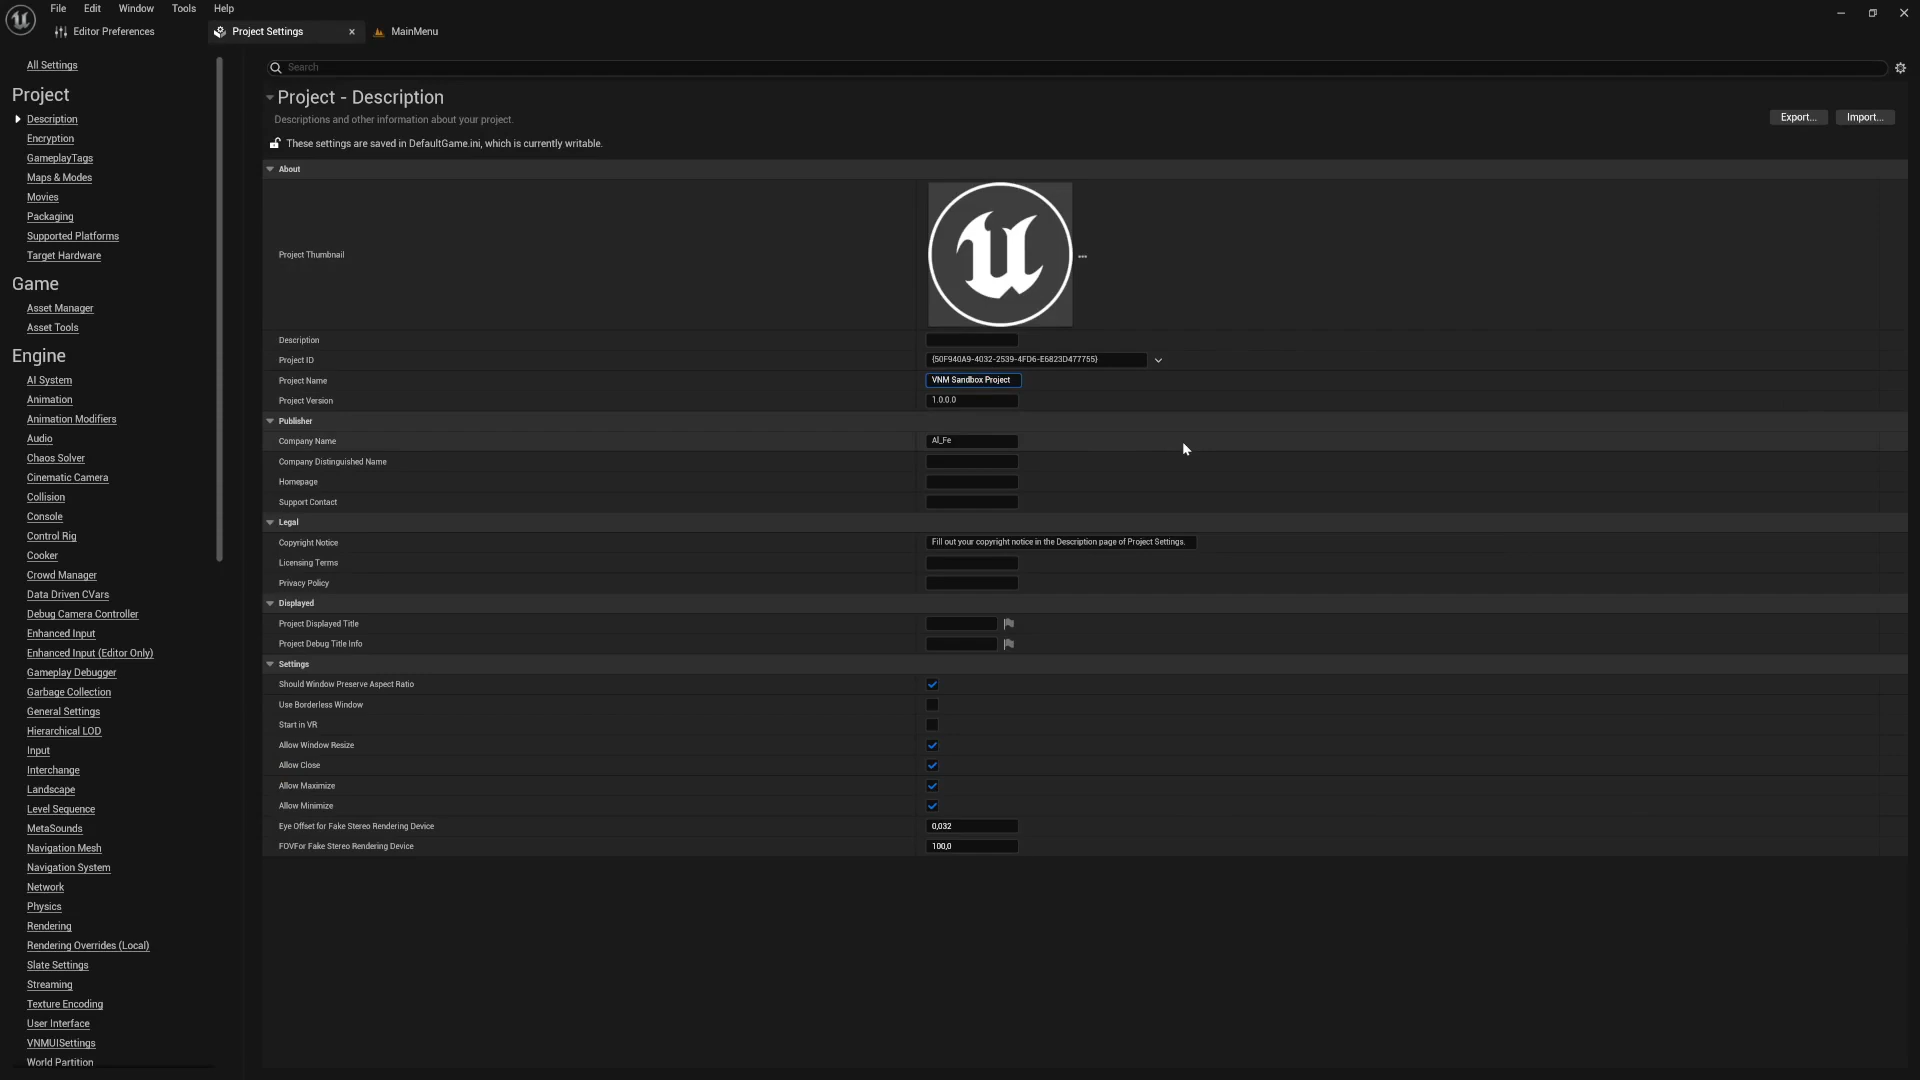 File Edit Window Tools Help
Editor Preferences
Project Settings
MainMenu
All Settings
Project
Description
Encryption
GameplayTags
Maps & Modes
Movies
Packaging
Supported Platforms
Target Hardware
Game
Asset Manager
Asset Tools
Engine
AI System
Animation
Animation Modifiers
Audio
Chaos Solver
Cinematic Camera
Collision
Console
Control Rig
Cooker
Crowd Manager
Data Driven CVars
Debug Camera Controller
Enhanced Input
Enhanced Input (Editor Only)
Gameplay Debugger
Garbage Collection
General Settings
Hierarchical LOD
Input
Interchange
Landscape
Level Sequence
MetaSounds
Navigation Mesh
Navigation System
Network
Physics
Rendering
Rendering Overrides (Local)
Slate Settings
Streaming
Texture Encoding
User Interface
VNMUISettings
World Partition
Search
Project - Description
Descriptions and other information about your project.
Export...
Import...
These settings are saved in DefaultGame.ini, which is currently writable.
About
Project Thumbnail
Description
Project ID
{50F940A9-4032-2539-4FD6-E6823D477755}
Project Name
VNM Sandbox Project
Project Version
1.0.0.0
Publisher
Company Name
Al_Fe
Company Distinguished Name
Homepage
Support Contact
Legal
Copyright Notice
Fill out your copyright notice in the Description page of Project Settings.
Licensing Terms
Privacy Policy
Displayed
Project Displayed Title
Project Debug Title Info
Settings
Should Window Preserve Aspect Ratio
Use Borderless Window
Start in VR
Allow Window Resize
Allow Close
Allow Maximize
Allow Minimize
Eye Offset for Fake Stereo Rendering Device
0,032
FOVFor Fake Stereo Rendering Device
100,0